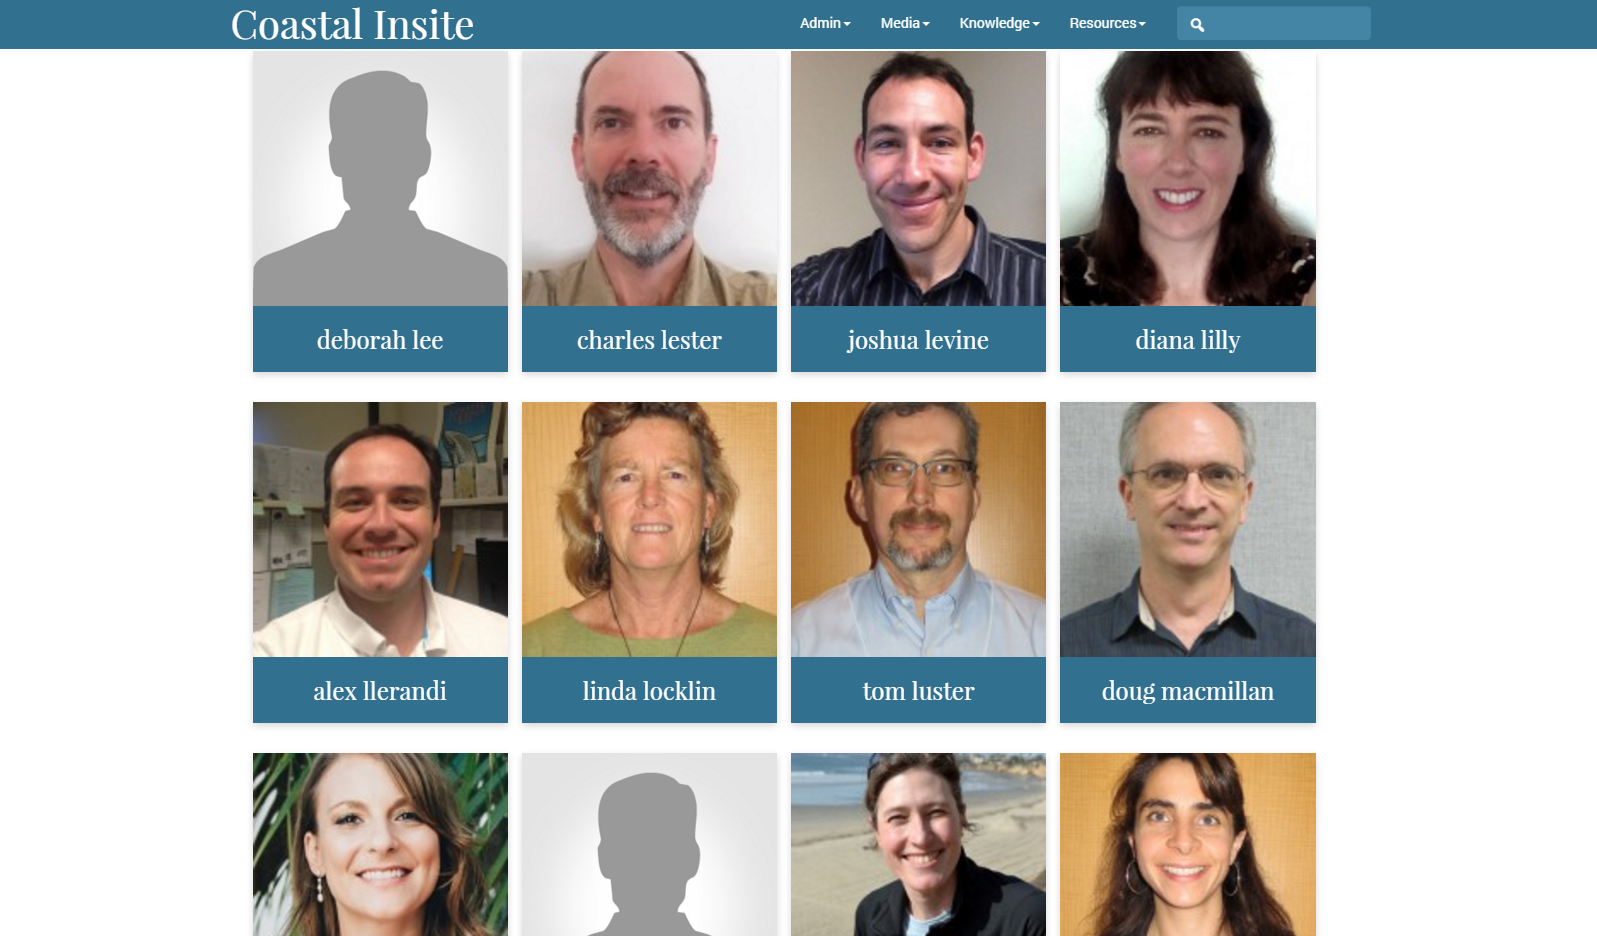 Coastal Insite
Admin
Media
Knowledge
Resources
deborah lee
charles lester
joshua levine
diana lilly
alex llerandi
linda locklin
tom luster
doug macmillan